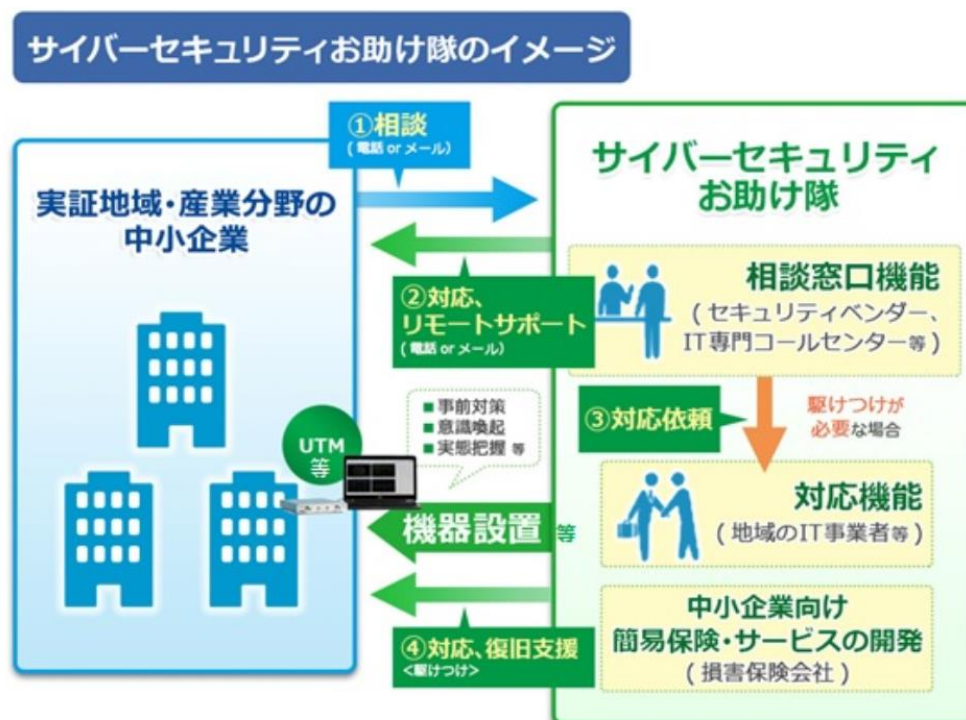 サイバーセキュリティお助け隊のイメージ
①相談
(電話 or メール)
実証地域・産業分野の
中小企業
サイバーセキュリティ
お助け隊
②対応、
リモートサポート
(電話 or メール)
相談窓口機能
(セキュリティベンダー、
IT専門コールセンター等)
③対応依頼
駆けつけが
必要な場合
■事前対策
■意識喚起
■実態把握 等
UTM
等
機器設置 等
対応機能
(地域のIT事業者等)
④対応、復旧支援
<駆けつけ>
中小企業向け
簡易保険・サービスの開発
(損害保険会社)